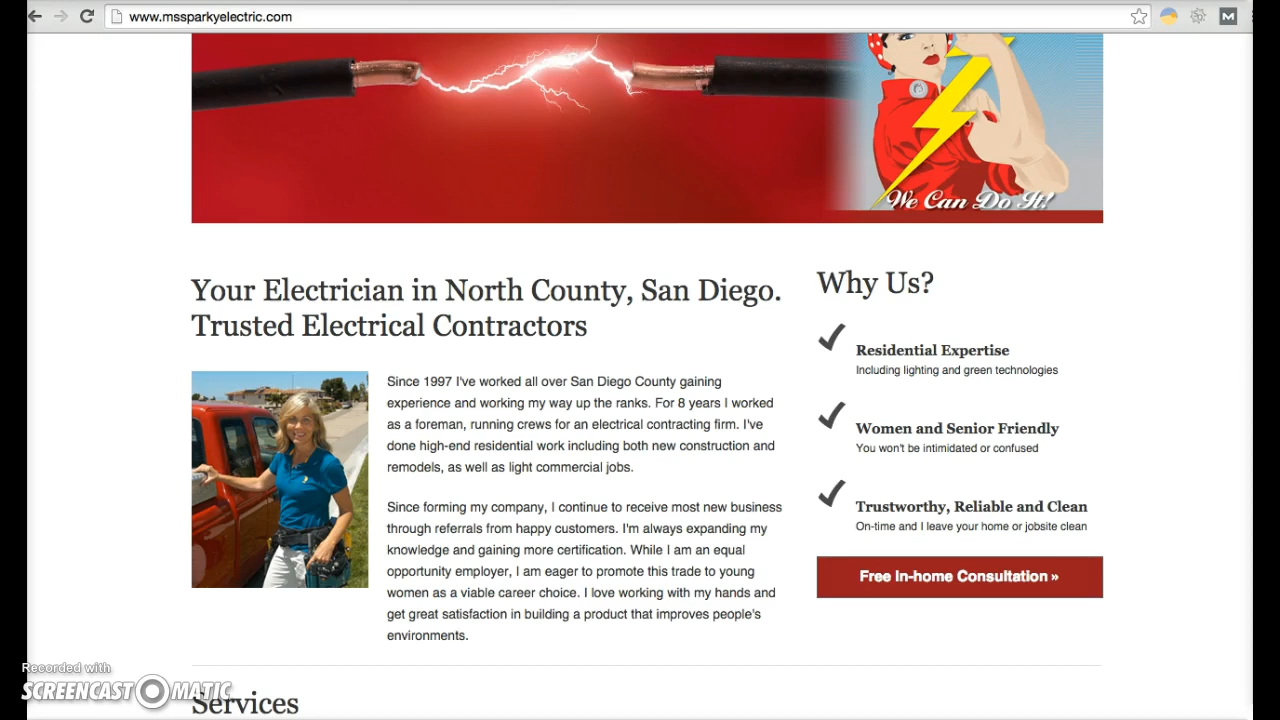 www.mssparkyelectric.com
We Can Do It!
Your Electrician in North County, San Diego.
Trusted Electrical Contractors
Since 1997 I've worked all over San Diego County gaining
experience and working my way up the ranks. For 8 years I worked
as a foreman, running crews for an electrical contracting firm. I've
done high-end residential work including both new construction and
remodels, as well as light commercial jobs.
Since forming my company, I continue to receive most new business
through referrals from happy customers. I'm always expanding my
knowledge and gaining more certification. While I am an equal
opportunity employer, I am eager to promote this trade to young
women as a viable career choice. I love working with my hands and
get great satisfaction in building a product that improves people's
environments.
Why Us?
Residential Expertise
Including lighting and green technologies
Women and Senior Friendly
You won't be intimidated or confused
Trustworthy, Reliable and Clean
On-time and I leave your home or jobsite clean
Free In-home Consultation »
Services
Recorded with
SCREENCAST O MATIC
M